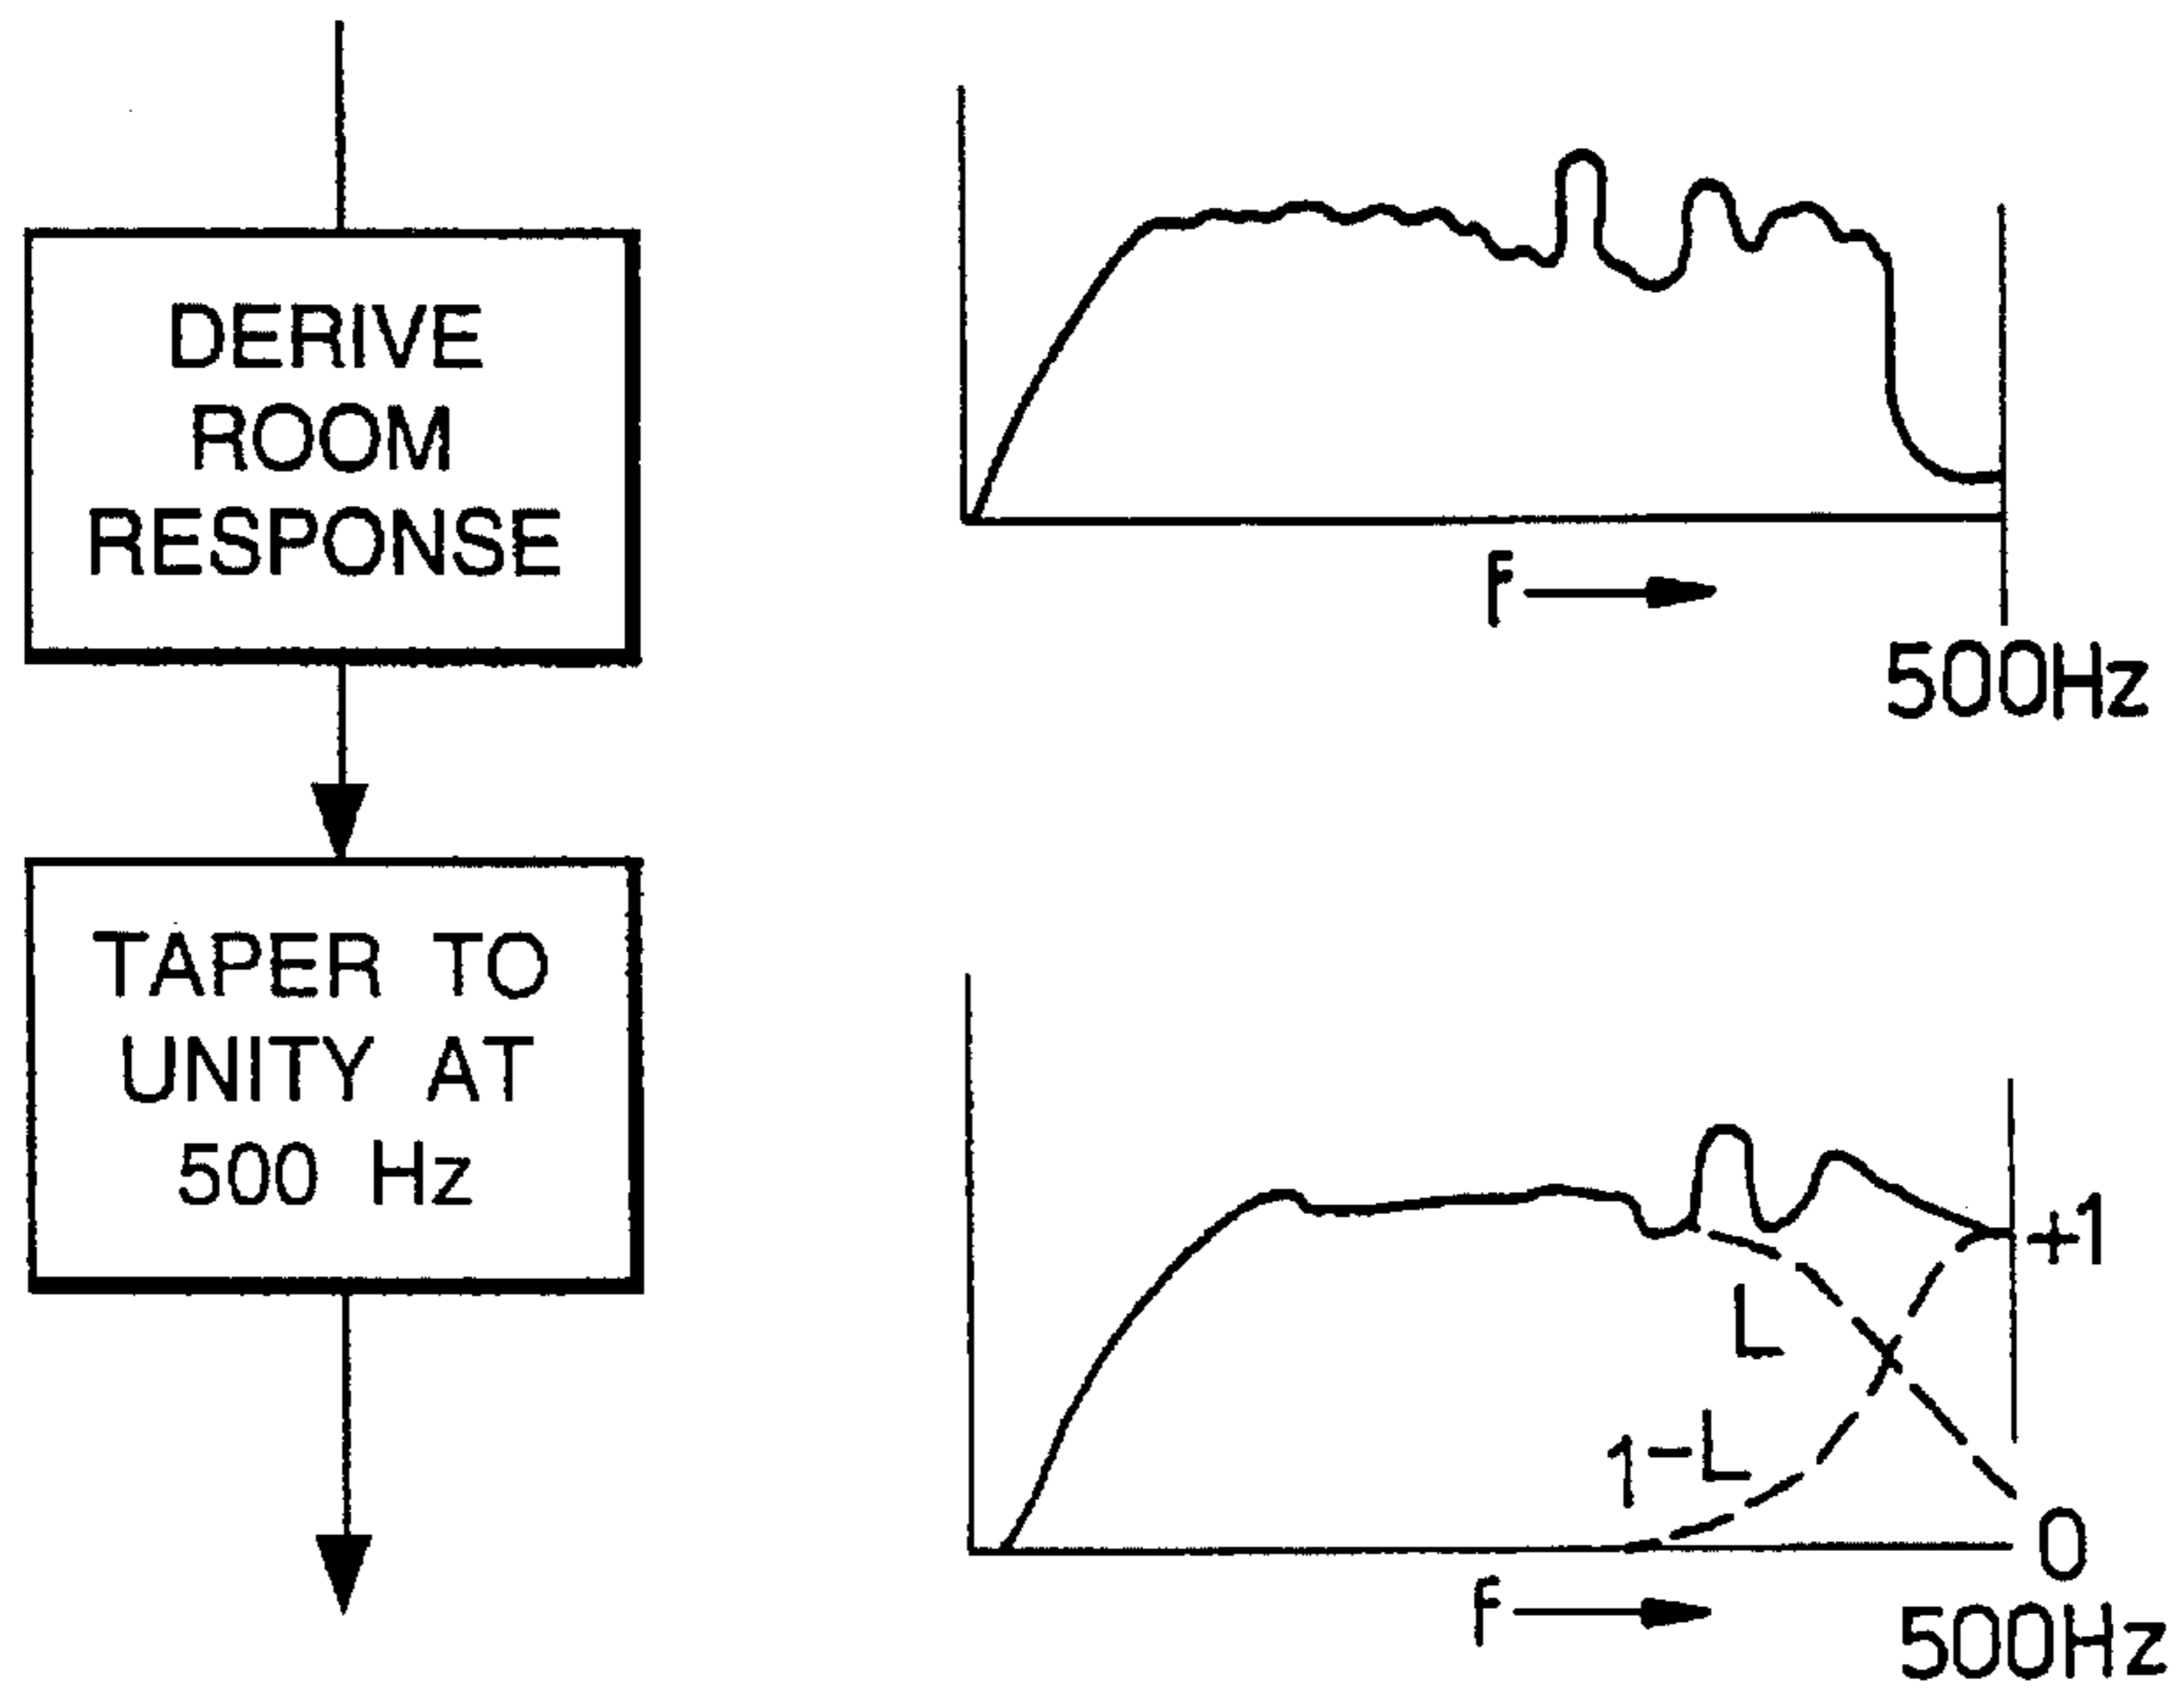 DERIVE
ROOM
RESPONSE
F
500Hz
TAPER TO
UNITY AT
500 Hz
+1
L
1-L
0
f
500Hz